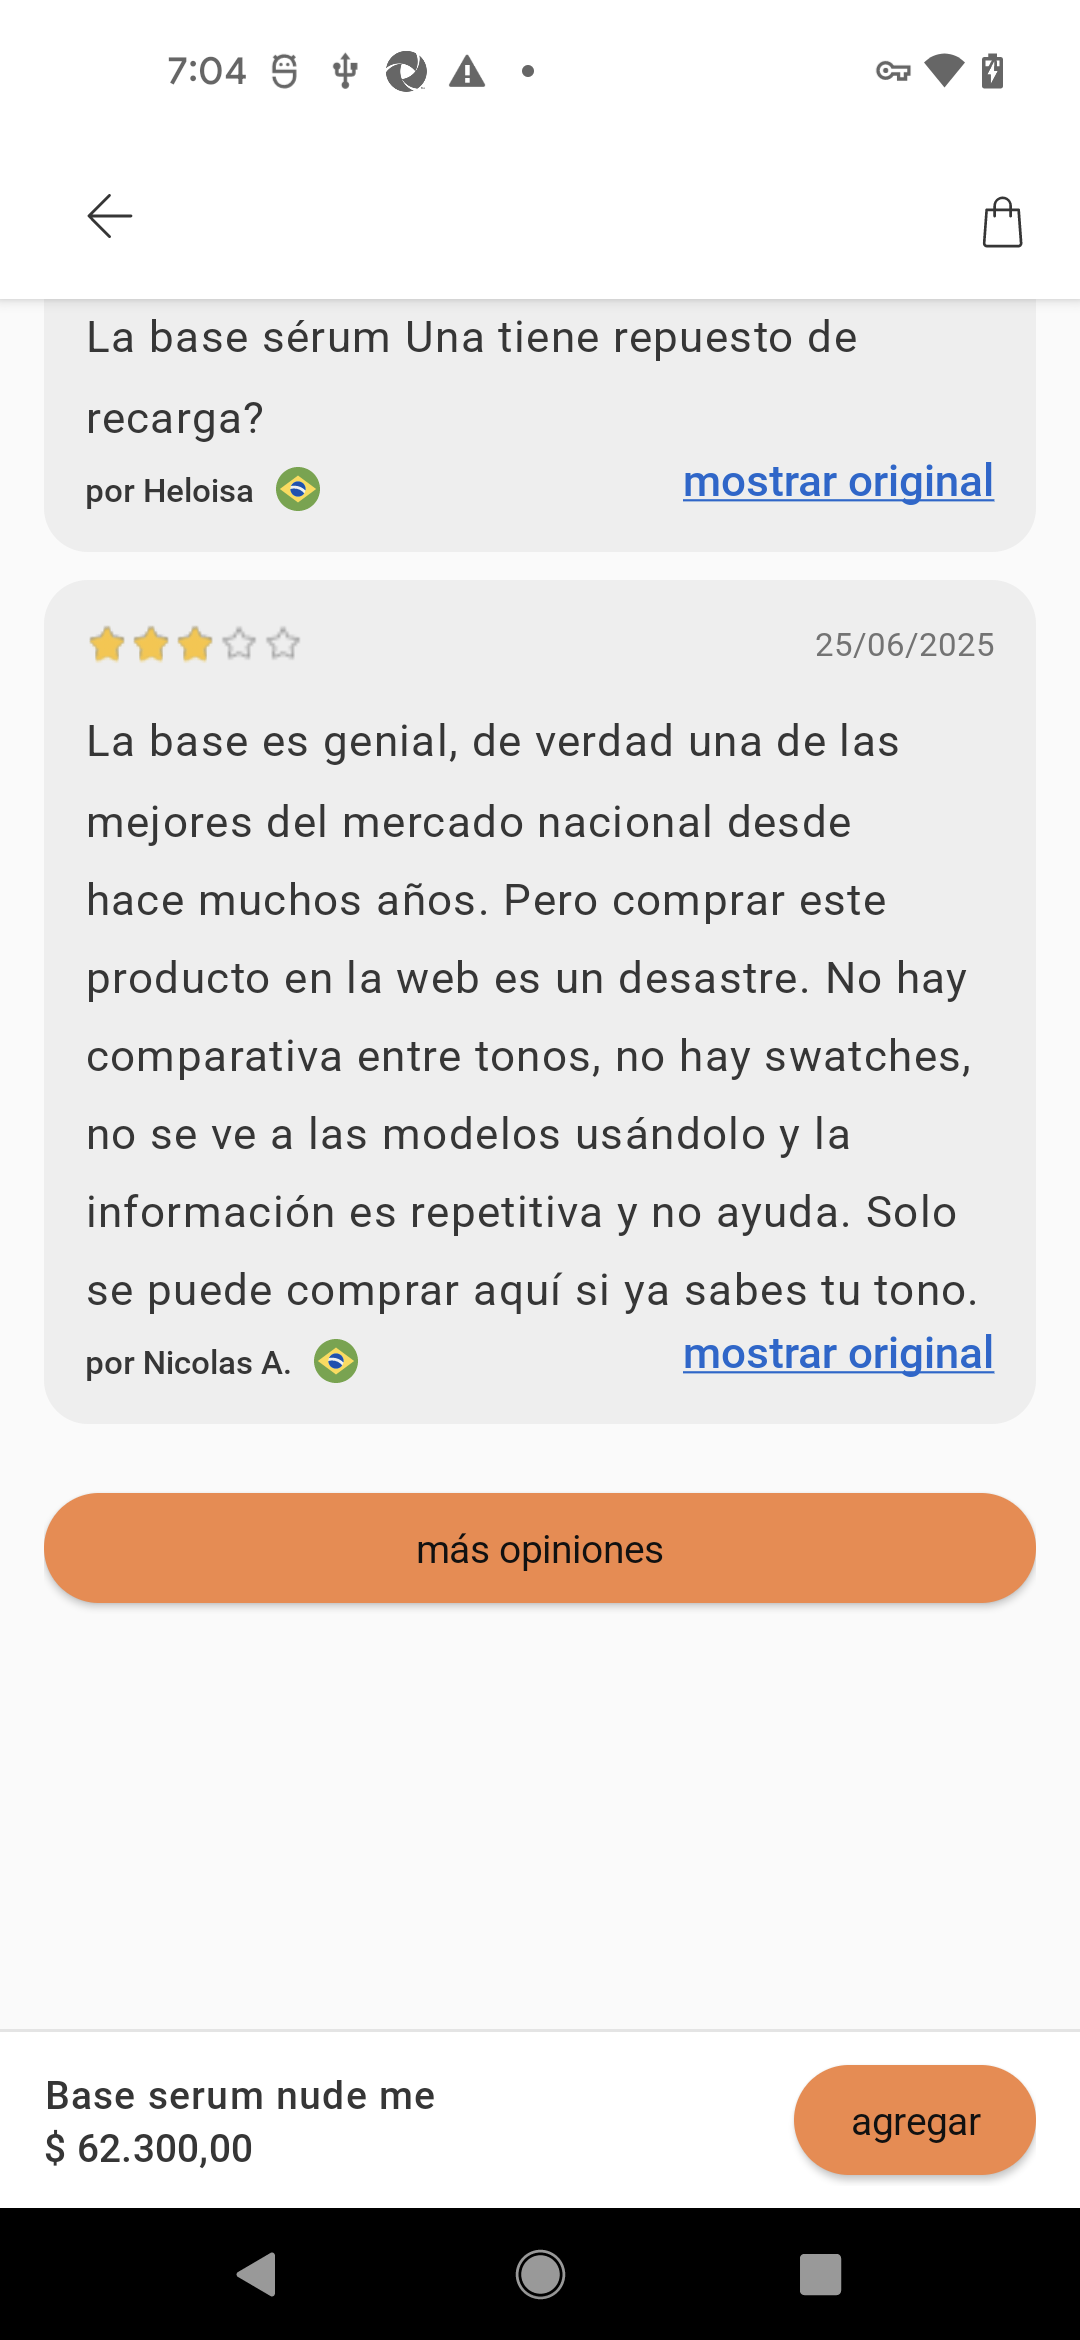 7:04
La base sérum Una tiene repuesto de
recarga?
por Heloisa
mostrar original
25/06/2025
La base es genial, de verdad una de las
mejores del mercado nacional desde
hace muchos años. Pero comprar este
producto en la web es un desastre. No hay
comparativa entre tonos, no hay swatches,
no se ve a las modelos usándolo y la
información es repetitiva y no ayuda. Solo
se puede comprar aquí si ya sabes tu tono.
por Nicolas A.
mostrar original
más opiniones
Base serum nude me
$ 62.300,00
agregar